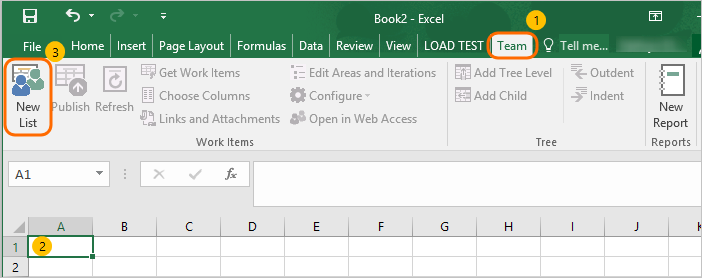 Book2 - Excel
1
File
3
Home Insert Page Layout Formulas Data Review View LOAD TEST Team Tell me...
New List
Publish
Refresh
Get Work Items
Choose Columns
Links and Attachments
Edit Areas and Iterations
Configure
Open in Web Access
Work Items
Add Tree Level
Add Child
Outdent
Indent
Tree
New Report
Reports
A1
fx
A B C D E F G H I J
1 2
2